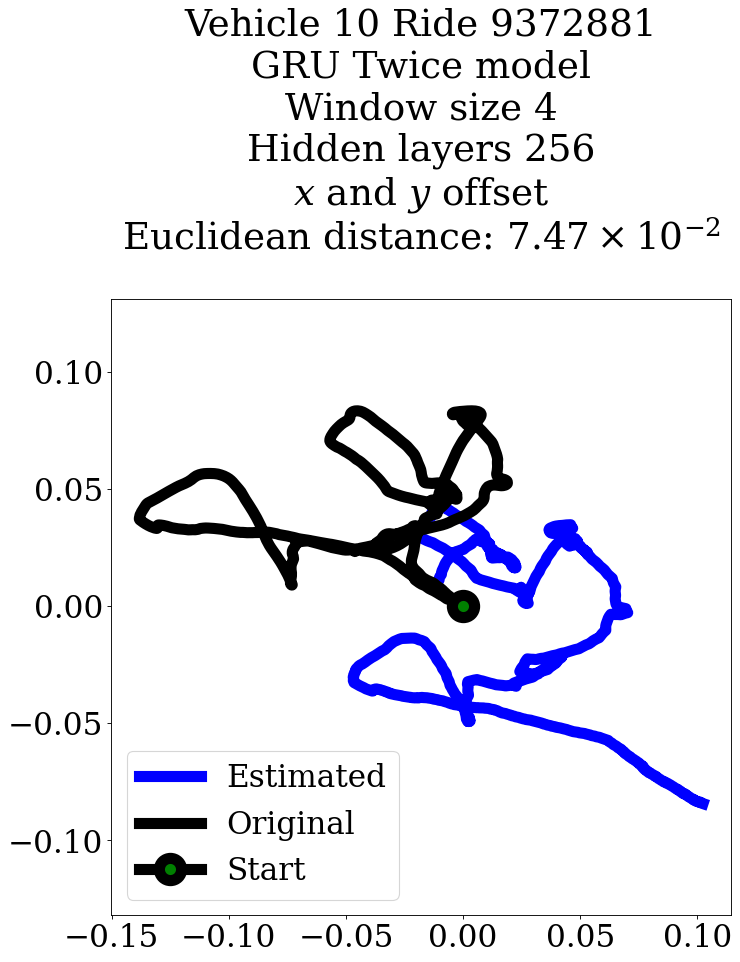 Vehicle 10 Ride 9372881
GRU Twice model
Window size 4
Hidden layers 256
x and y offset
Euclidean distance: 7.47 × 10⁻²
0.10
0.05
0.00
−0.05
−0.10
Estimated
Original
Start
−0.15 −0.10 −0.05 0.00 0.05 0.10